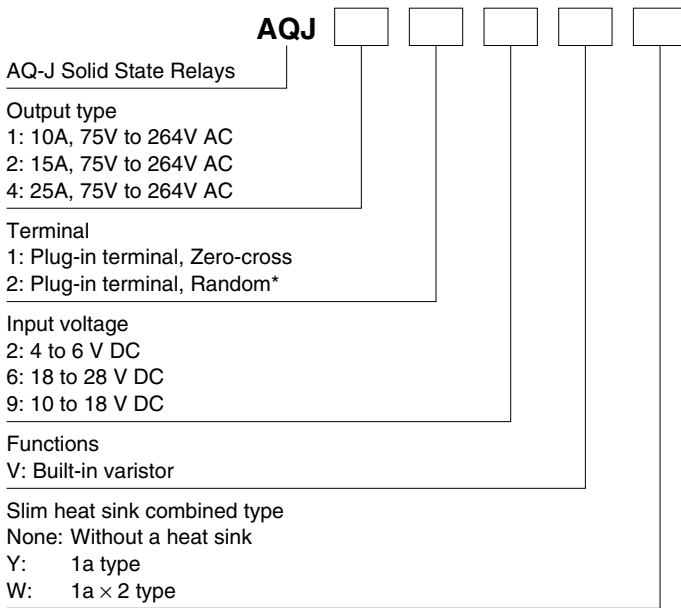 AQJ
AQ-J Solid State Relays
Output type
1: 10A, 75V to 264V AC
2: 15A, 75V to 264V AC
4: 25A, 75V to 264V AC
Terminal
1: Plug-in terminal, Zero-cross
2: Plug-in terminal, Random*
Input voltage
2: 4 to 6 V DC
6: 18 to 28 V DC
9: 10 to 18 V DC
Functions
V: Built-in varistor
Slim heat sink combined type
None: Without a heat sink
Y: 1a type
W: 1a × 2 type